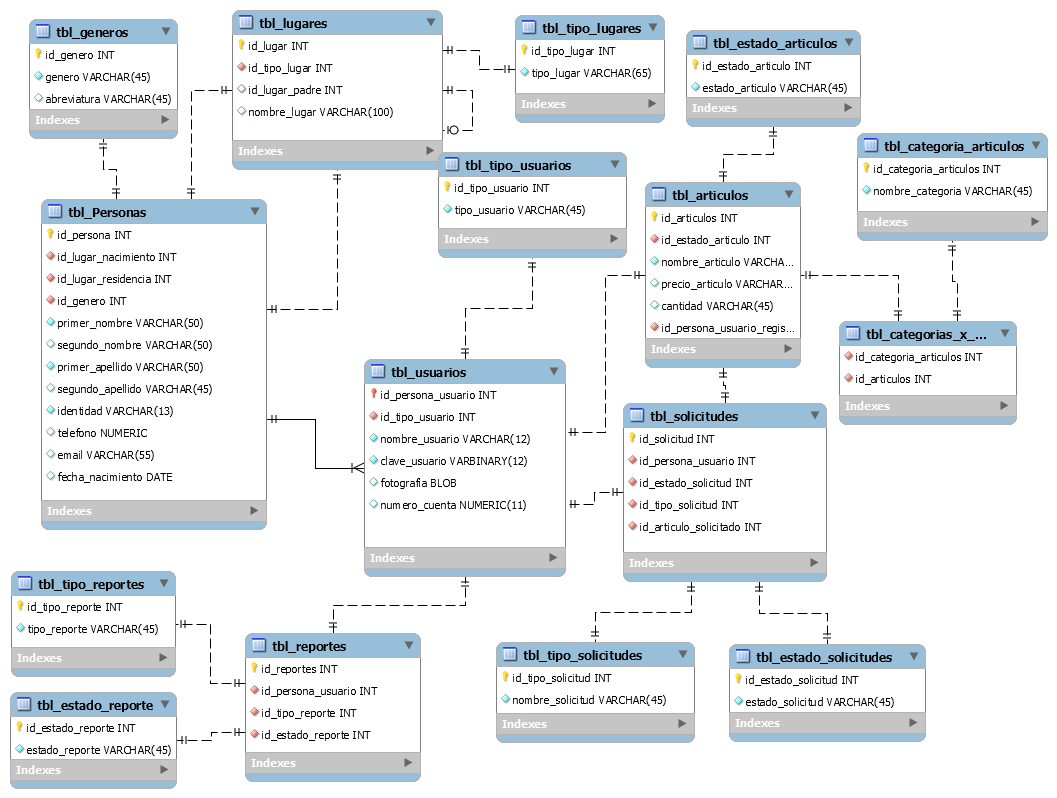 tbl_generos
id_genero INT
genero VARCHAR(45)
abreviatura VARCHAR(45)
Indexes
tbl_lugares
id_lugar INT
id_tipo_lugar INT
id_lugar_padre INT
nombre_lugar VARCHAR(100)
Indexes
tbl_tipo_lugares
id_tipo_lugar INT
tipo_lugar VARCHAR(65)
Indexes
tbl_estado_articulos
id_estado_articulo INT
estado_articulo VARCHAR(45)
Indexes
tbl_categoria_articulos
id_categoria_articulos INT
nombre_categoria VARCHAR(45)
Indexes
tbl_tipo_usuarios
id_tipo_usuario INT
tipo_usuario VARCHAR(45)
Indexes
tbl_articulos
id_articulos INT
id_estado_articulo INT
nombre_articulo VARCHA...
precio_articulo VARCHAR...
cantidad VARCHAR(45)
id_persona_usuario_regis...
Indexes
tbl_Personas
id_persona INT
id_lugar_nacimiento INT
id_lugar_residencia INT
id_genero INT
primer_nombre VARCHAR(50)
segundo_nombre VARCHAR(50)
primer_apellido VARCHAR(50)
segundo_apellido VARCHAR(45)
identidad VARCHAR(13)
telefono NUMERIC
email VARCHAR(55)
fecha_nacimiento DATE
Indexes
tbl_categorias_x_...
id_categoria_articulos INT
id_articulos INT
Indexes
tbl_usuarios
id_persona_usuario INT
id_tipo_usuario INT
nombre_usuario VARCHAR(12)
clave_usuario VARBINARY(12)
fotografia BLOB
numero_cuenta NUMERIC(11)
Indexes
tbl_solicitudes
id_solicitud INT
id_persona_usuario INT
id_estado_solicitud INT
id_tipo_solicitud INT
id_articulo_solicitado INT
Indexes
tbl_tipo_reportes
id_tipo_reporte INT
tipo_reporte VARCHAR(45)
Indexes
tbl_reportes
id_reportes INT
id_persona_usuario INT
id_tipo_reporte INT
id_estado_reporte INT
Indexes
tbl_tipo_solicitudes
id_tipo_solicitud INT
nombre_solicitud VARCHAR(45)
Indexes
tbl_estado_solicitudes
id_estado_solicitud INT
estado_solicitud VARCHAR(45)
Indexes
tbl_estado_reporte
id_estado_reporte INT
estado_reporte VARCHAR(45)
Indexes